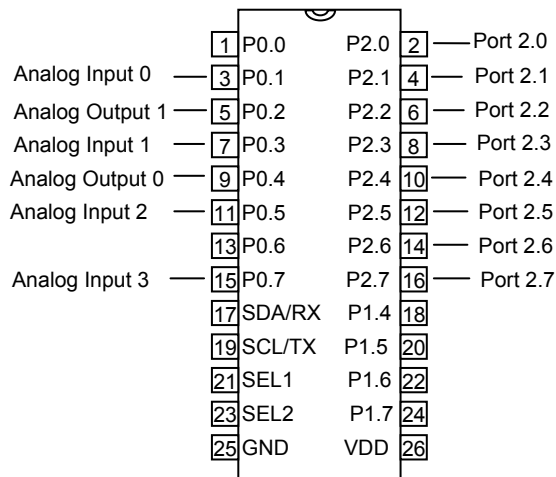 1 P0.0 P2.0 2 Port 2.0
Analog Input 0 3 P0.1 P2.1 4 Port 2.1
Analog Output 1 5 P0.2 P2.2 6 Port 2.2
Analog Input 1 7 P0.3 P2.3 8 Port 2.3
Analog Output 0 9 P0.4 P2.4 10 Port 2.4
Analog Input 2 11 P0.5 P2.5 12 Port 2.5
13 P0.6 P2.6 14 Port 2.6
Analog Input 3 15 P0.7 P2.7 16 Port 2.7
17 SDA/RX P1.4 18
19 SCL/TX P1.5 20
21 SEL1 P1.6 22
23 SEL2 P1.7 24
25 GND VDD 26